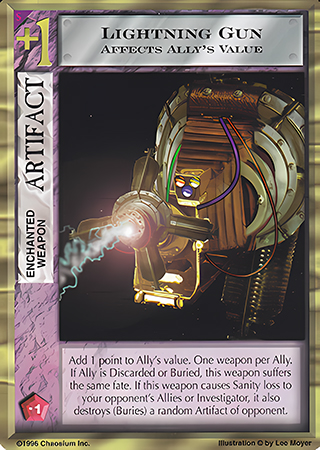 +1
LIGHTNING GUN
AFFECTS ALLY'S VALUE
ARTIFACT
ENCHANTED
WEAPON
Add 1 point to Ally's value. One weapon per Ally.
If Ally is Discarded or Buried, this weapon suffers
the same fate. If this weapon causes Sanity loss to
your opponent's Allies or Investigator, it also
destroys (Buries) a random Artifact of opponent.
-1
©1996 Chaosium Inc.
Illustration © by Lee Moyer